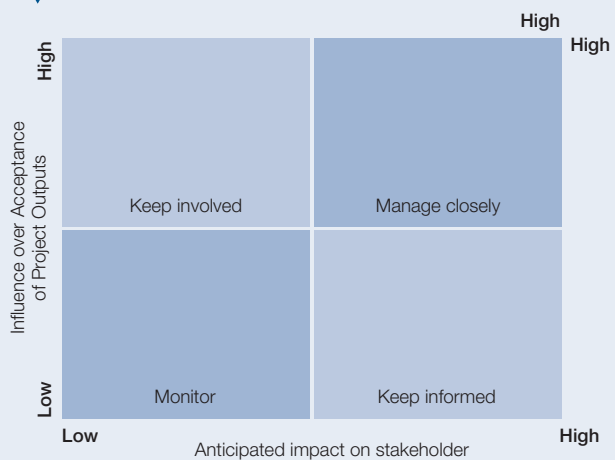 High
High
High
Influence over Acceptance
of Project Outputs
Keep involved
Manage closely
Monitor
Keep informed
Low
Low
High
Anticipated impact on stakeholder